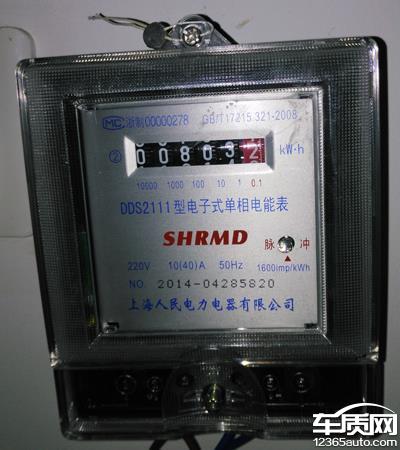 MC 浙制00000278 GB/T17215.321-2008
② 008032 kW·h
10000 1000 100 10 1 0.1
DDS2111型电子式单相电能表
SHRMD 脉冲
220V 10(40)A 50Hz 1600imp/kWh
NO. 2014-04285820
上海人民电力电器有限公司
车质网
12365auto.com